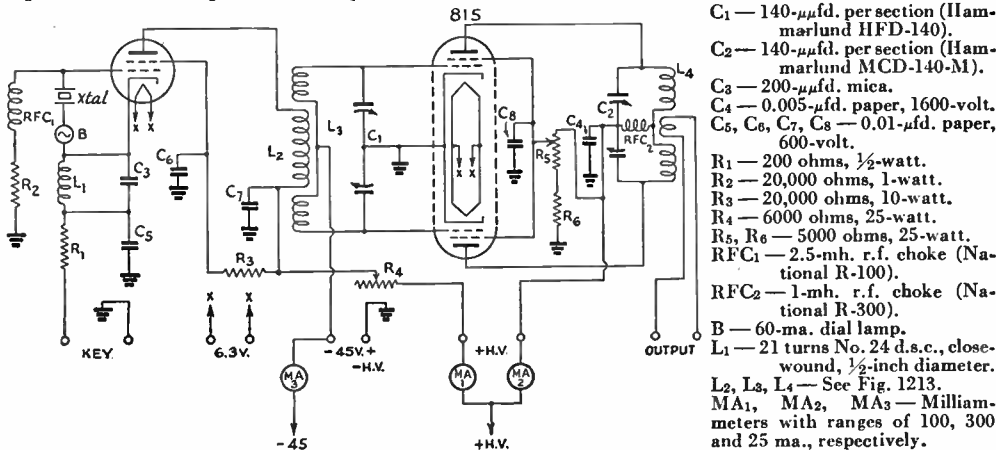 815
xtal
RFC1
B
L1
C3
C6
R2
R1
C5
L2
L3
C7
C1
C8
C4
R5
R6
C2
RFC2
L4
R3
R4
x
x
x
x
x
x
KEY
6.3V.
-45V.+
-H.V.
+H.V.
OUTPUT
MA3
MA1
MA2
-45
+H.V.
C1 — 140-μμfd. per section (Ham-
marlund HFD-140).
C2 — 140-μμfd. per section (Ham-
marlund MCD-140-M).
C3 — 200-μμfd. mica.
C4 — 0.005-μfd. paper, 1600-volt.
C5, C6, C7, C8 — 0.01-μfd. paper,
600-volt.
R1 — 200 ohms, ½-watt.
R2 — 20,000 ohms, 1-watt.
R3 — 20,000 ohms, 10-watt.
R4 — 6000 ohms, 25-watt.
R5, R6 — 5000 ohms, 25-watt.
RFC1 — 2.5-mh. r.f. choke (Na-
tional R-100).
RFC2 — 1-mh. r.f. choke (Na-
tional R-300).
B — 60-ma. dial lamp.
L1 — 21 turns No. 24 d.s.c., close-
wound, ½-inch diameter.
L2, L3, L4 — See Fig. 1213.
MA1, MA2, MA3 — Milliam-
meters with ranges of 100, 300
and 25 ma., respectively.